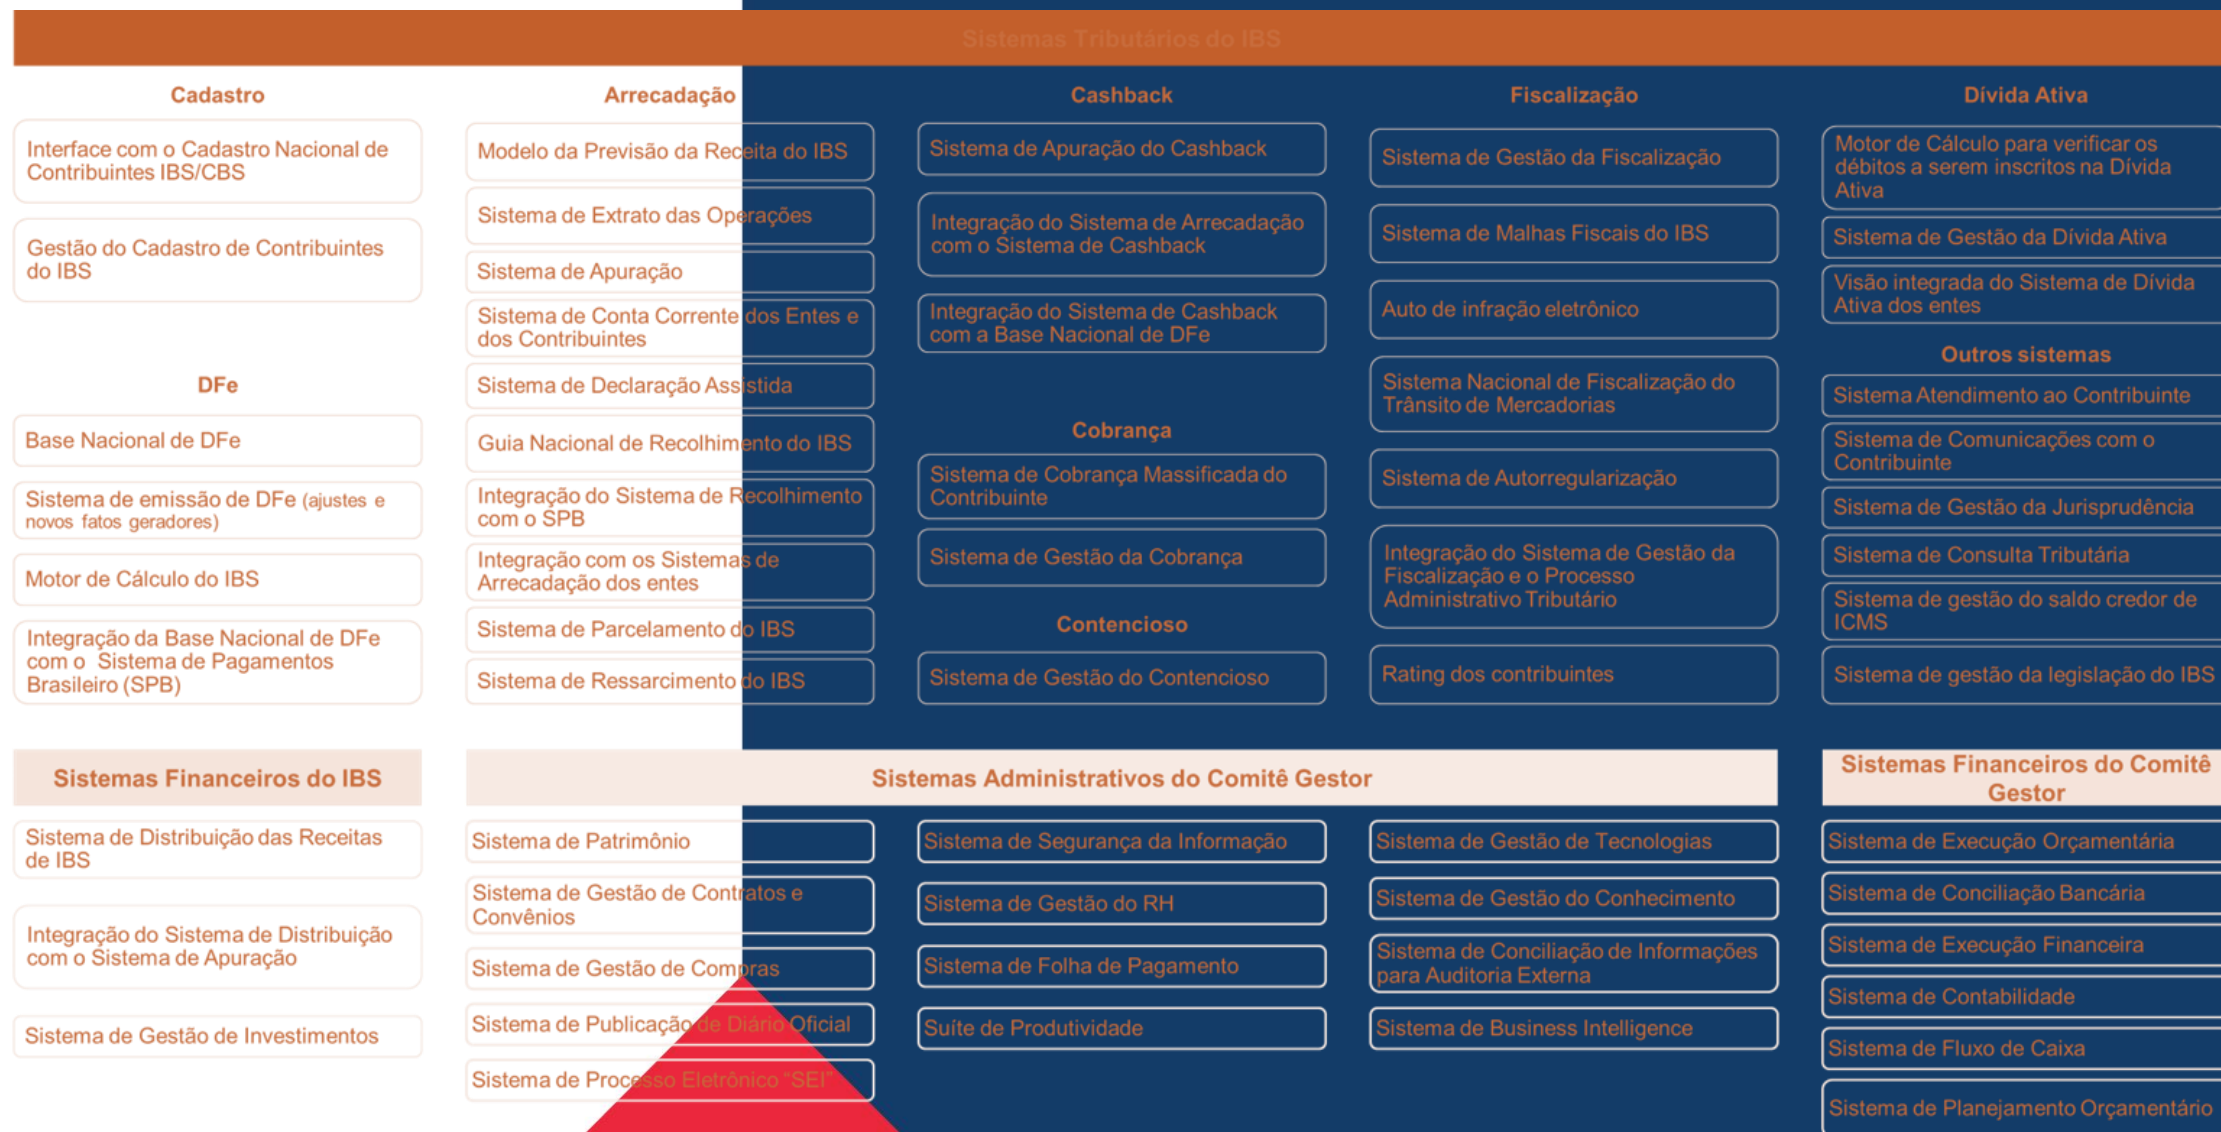 Sistemas Tributários do IBS
Cadastro
Interface com o Cadastro Nacional de
Contribuintes IBS/CBS
Gestão do Cadastro de Contribuintes
do IBS
DFe
Base Nacional de DFe
Sistema de emissão de DFe (ajustes e
novos fatos geradores)
Motor de Cálculo do IBS
Integração da Base Nacional de DFe
com o Sistema de Pagamentos
Brasileiro (SPB)
Arrecadação
Modelo da Previsão da Receita do IBS
Sistema de Extrato das Operações
Sistema de Apuração
Sistema de Conta Corrente dos Entes e
dos Contribuintes
Sistema de Declaração Assistida
Guia Nacional de Recolhimento do IBS
Integração do Sistema de Recolhimento
com o SPB
Integração com os Sistemas de
Arrecadação dos entes
Sistema de Parcelamento do IBS
Sistema de Ressarcimento do IBS
Cashback
Sistema de Apuração do Cashback
Integração do Sistema de Arrecadação
com o Sistema de Cashback
Integração do Sistema de Cashback
com a Base Nacional de DFe
Cobrança
Sistema de Cobrança Massificada do
Contribuinte
Sistema de Gestão da Cobrança
Contencioso
Sistema de Gestão do Contencioso
Fiscalização
Sistema de Gestão da Fiscalização
Sistema de Malhas Fiscais do IBS
Auto de infração eletrônico
Sistema Nacional de Fiscalização do
Trânsito de Mercadorias
Sistema de Autorregularização
Integração do Sistema de Gestão da
Fiscalização e o Processo
Administrativo Tributário
Rating dos contribuintes
Dívida Ativa
Motor de Cálculo para verificar os
débitos a serem inscritos na Dívida
Ativa
Sistema de Gestão da Dívida Ativa
Visão integrada do Sistema de Dívida
Ativa dos entes
Outros sistemas
Sistema Atendimento ao Contribuinte
Sistema de Comunicações com o
Contribuinte
Sistema de Gestão da Jurisprudência
Sistema de Consulta Tributária
Sistema de gestão do saldo credor de
ICMS
Sistema de gestão da legislação do IBS
Sistemas Financeiros do IBS
Sistema de Distribuição das Receitas
de IBS
Integração do Sistema de Distribuição
com o Sistema de Apuração
Sistema de Gestão de Investimentos
Sistemas Administrativos do Comitê Gestor
Sistema de Patrimônio
Sistema de Gestão de Contratos e
Convênios
Sistema de Gestão de Compras
Sistema de Publicação de Diário Oficial
Sistema de Processo Eletrônico “SEI”
Sistema de Segurança da Informação
Sistema de Gestão do RH
Sistema de Folha de Pagamento
Suíte de Produtividade
Sistema de Gestão de Tecnologias
Sistema de Gestão do Conhecimento
Sistema de Conciliação de Informações
para Auditoria Externa
Sistema de Business Intelligence
Sistemas Financeiros do Comitê
Gestor
Sistema de Execução Orçamentária
Sistema de Conciliação Bancária
Sistema de Execução Financeira
Sistema de Contabilidade
Sistema de Fluxo de Caixa
Sistema de Planejamento Orçamentário